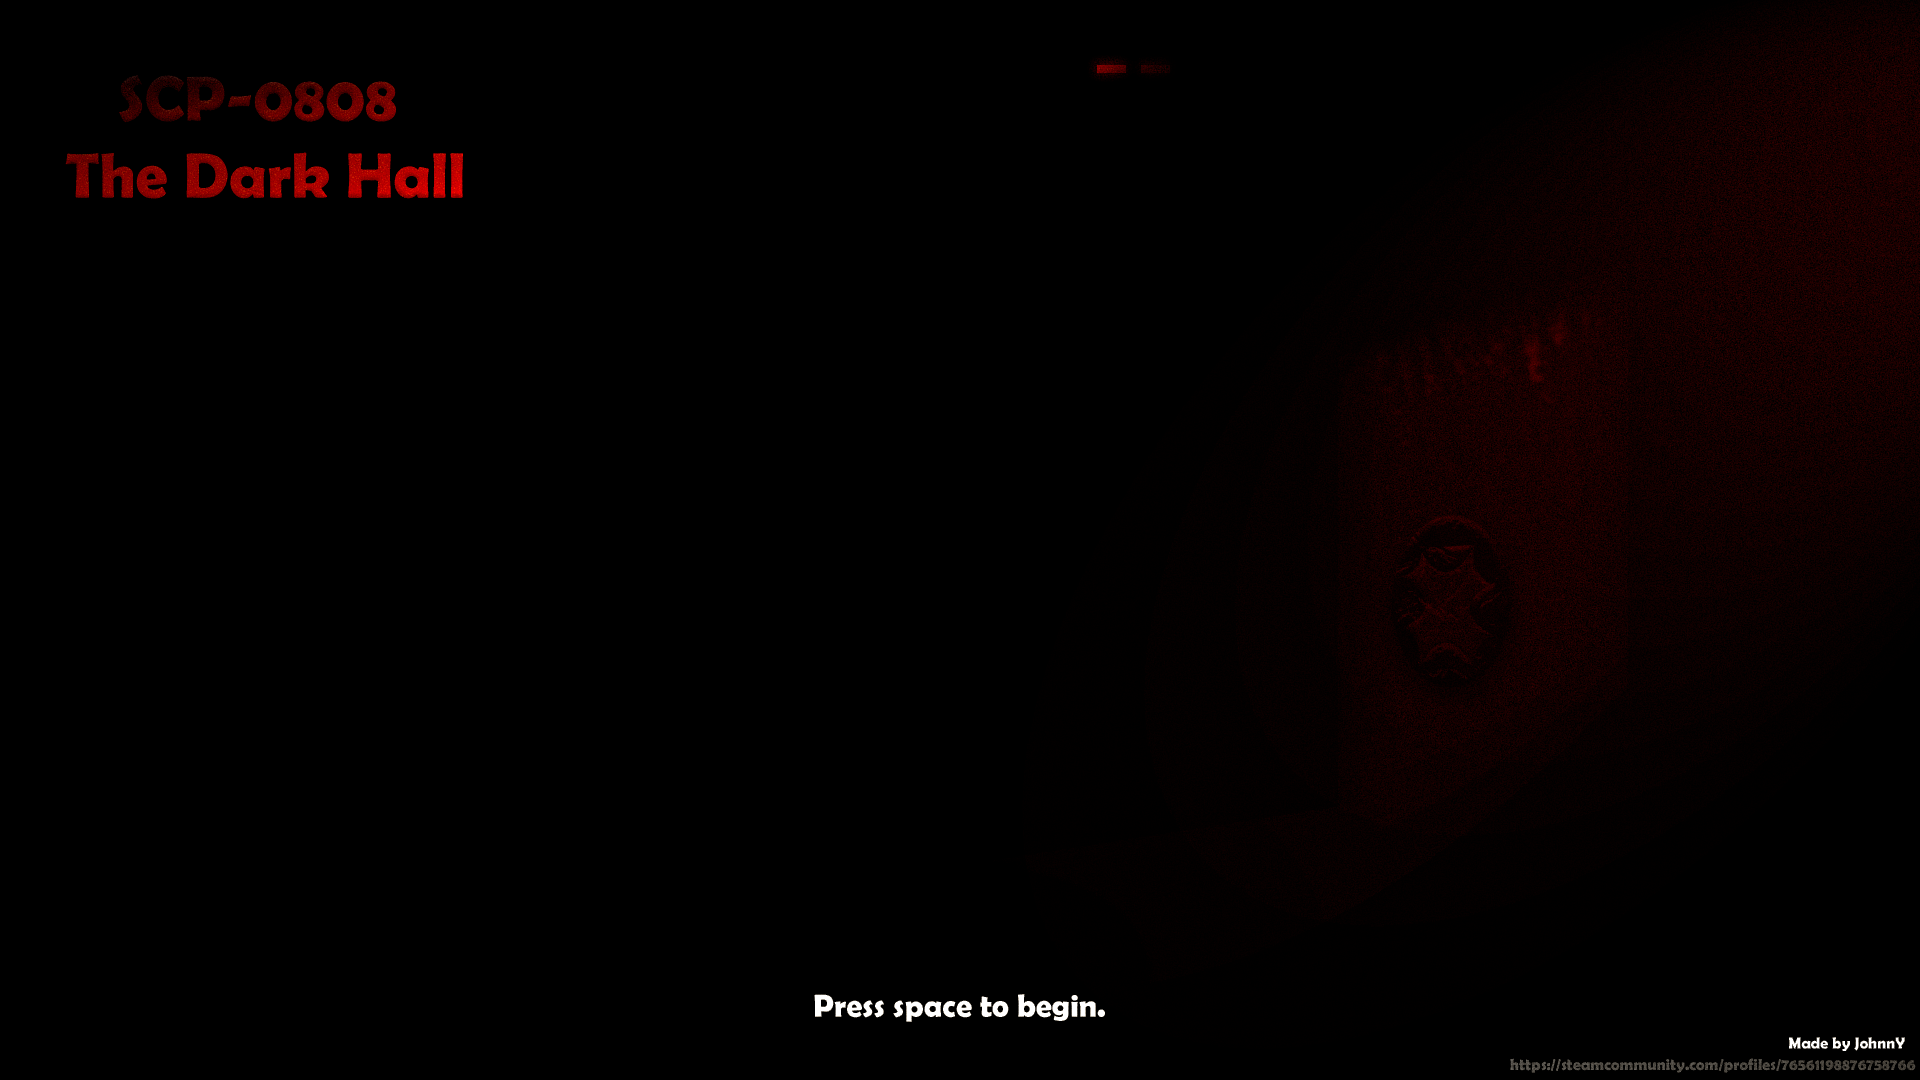 SCP-0808
The Dark Hall
Press space to begin.
Made by JohnnY
https://steamcommunity.com/profiles/76561198876758766